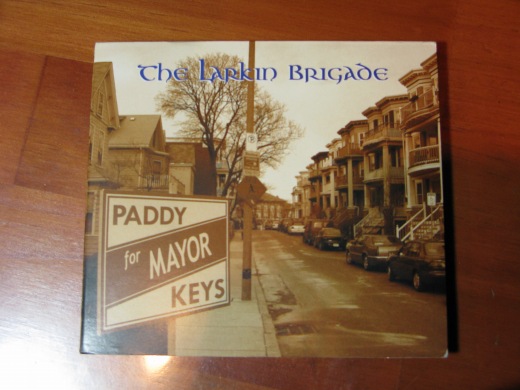 The Larkin Brigade
PADDY
for MAYOR
KEYS